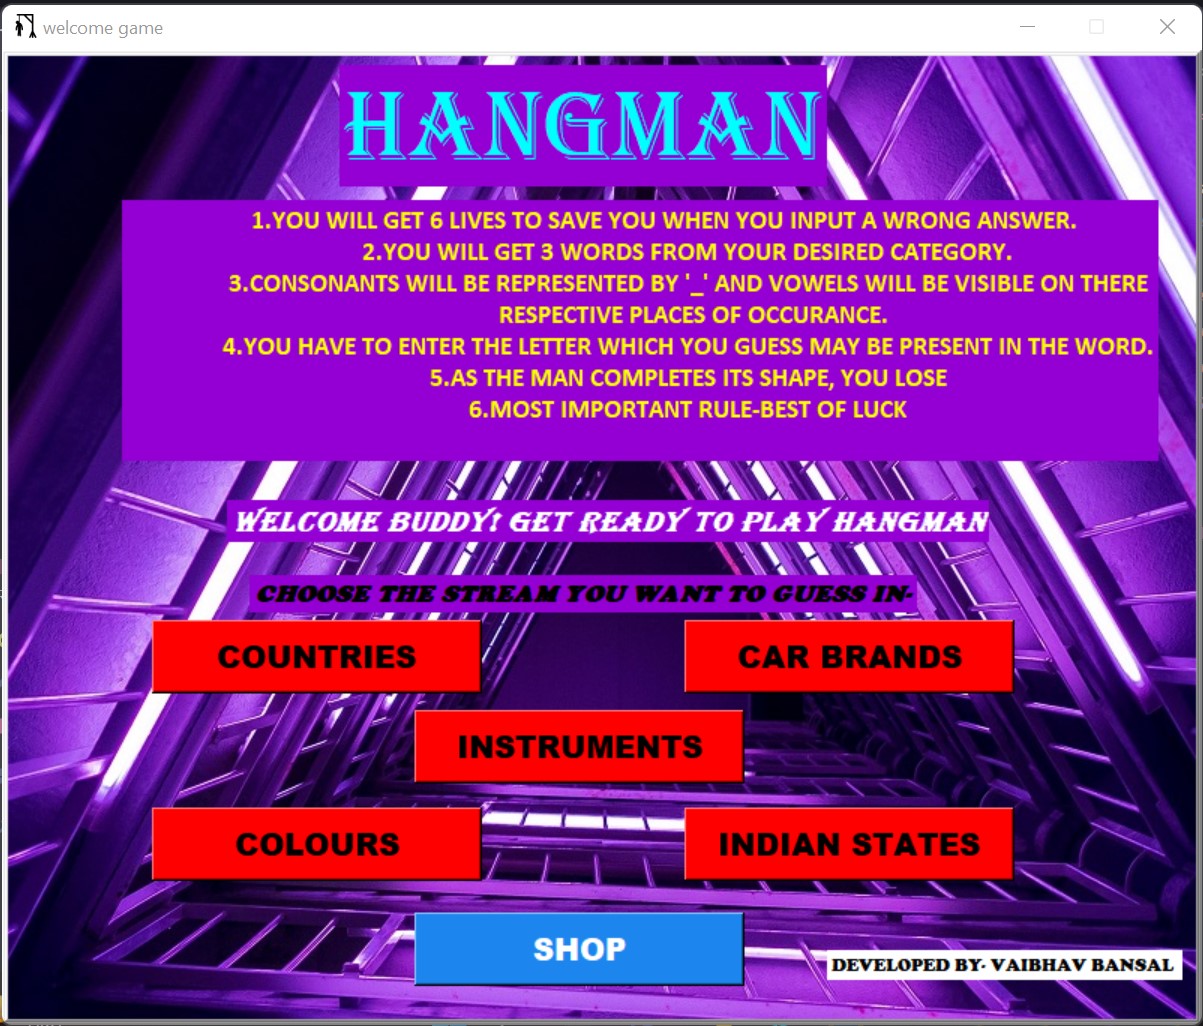 welcome game
HANGMAN
1.YOU WILL GET 6 LIVES TO SAVE YOU WHEN YOU INPUT A WRONG ANSWER.
2.YOU WILL GET 3 WORDS FROM YOUR DESIRED CATEGORY.
3.CONSONANTS WILL BE REPRESENTED BY '_' AND VOWELS WILL BE VISIBLE ON THERE
RESPECTIVE PLACES OF OCCURANCE.
4.YOU HAVE TO ENTER THE LETTER WHICH YOU GUESS MAY BE PRESENT IN THE WORD.
5.AS THE MAN COMPLETES ITS SHAPE, YOU LOSE
6.MOST IMPORTANT RULE-BEST OF LUCK
WELCOME BUDDY! GET READY TO PLAY HANGMAN
CHOOSE THE STREAM YOU WANT TO GUESS IN-
COUNTRIES
CAR BRANDS
INSTRUMENTS
COLOURS
INDIAN STATES
SHOP
DEVELOPED BY- VAIBHAV BANSAL